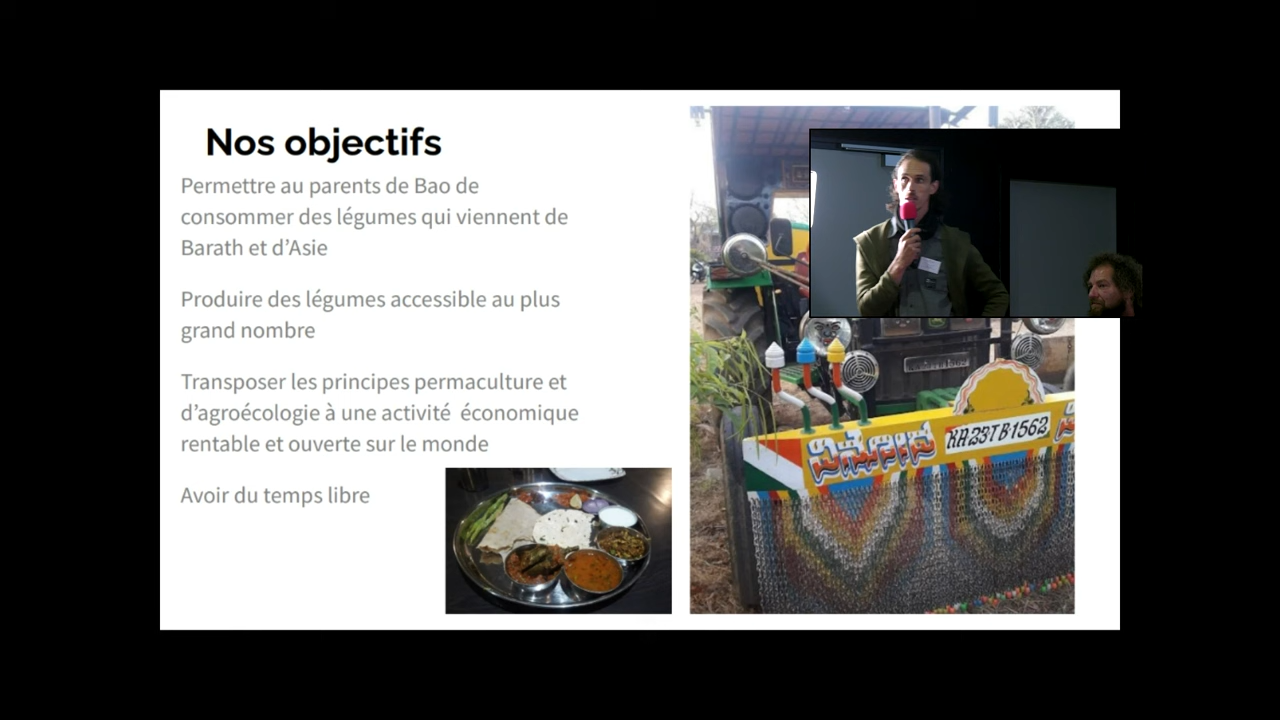 Nos objectifs
Permettre au parents de Bao de
consommer des légumes qui viennent de
Barath et d’Asie
Produire des légumes accessible au plus
grand nombre
Transposer les principes permaculture et
d’agroécologie à une activité économique
rentable et ouverte sur le monde
Avoir du temps libre
KA23TB1562